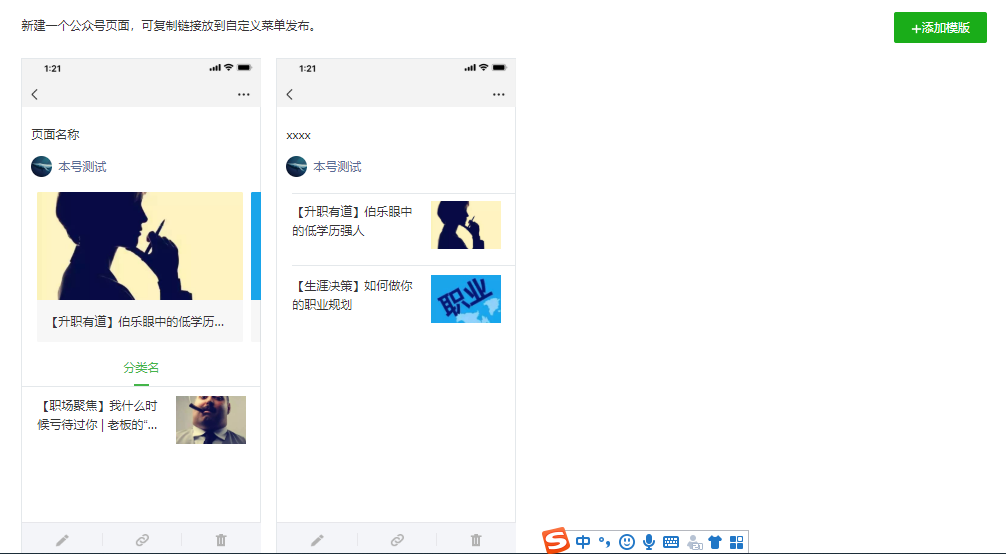 新建一个公众号页面，可复制链接放到自定义菜单发布。
+添加模版
1:21
页面名称
本号测试
【升职有道】伯乐眼中的低学历...
分类名
【职场聚焦】我什么时
候亏待过你 | 老板的“...
1:21
xxxx
本号测试
【升职有道】伯乐眼中
的低学历强人
【生涯决策】如何做你
的职业规划
职业
S 中 °，